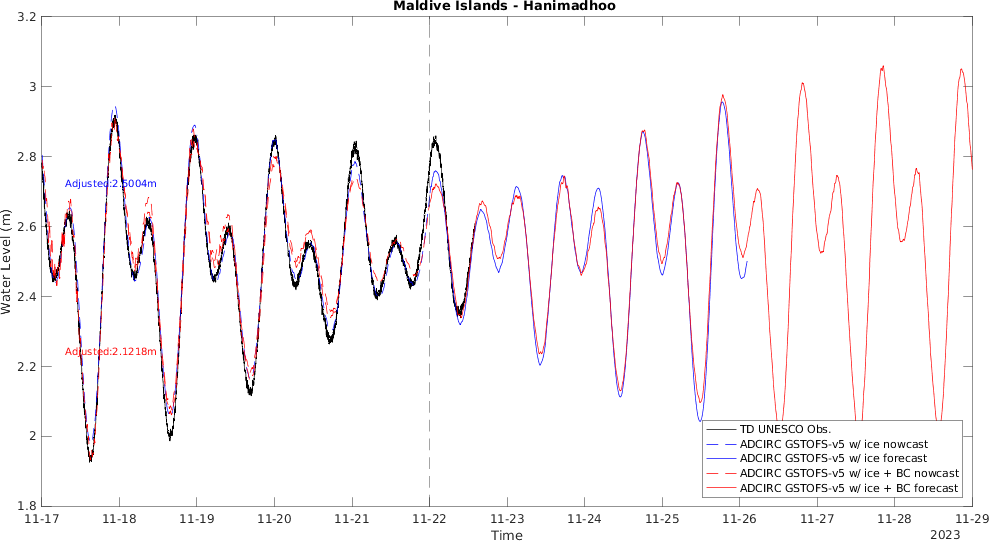 Maldive Islands - Hanimadhoo
3.2
3
2.8
2.6
2.4
2.2
2
1.8
Water Level (m)
Adjusted:2.5004m
Adjusted:2.1218m
TD UNESCO Obs.
ADCIRC GSTOFS-v5 w/ ice nowcast
ADCIRC GSTOFS-v5 w/ ice forecast
ADCIRC GSTOFS-v5 w/ ice + BC nowcast
ADCIRC GSTOFS-v5 w/ ice + BC forecast
11-17 11-18 11-19 11-20 11-21 11-22 11-23 11-24 11-25 11-26 11-27 11-28 11-29
Time
2023